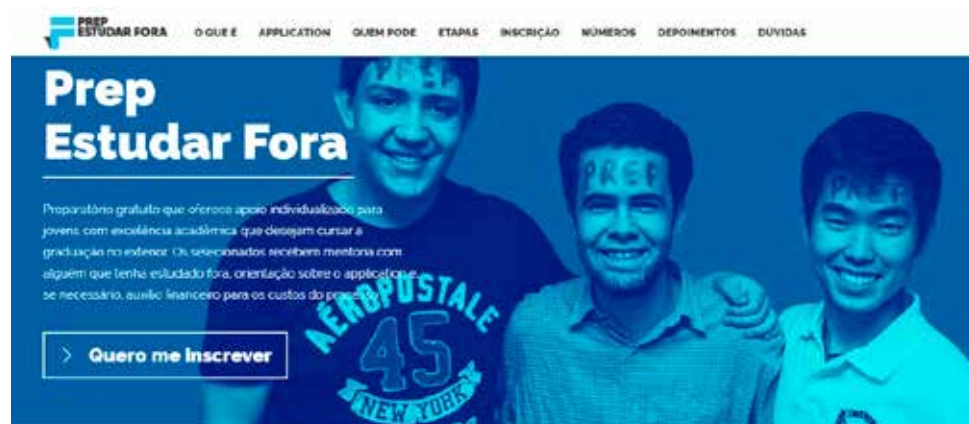 PREP
ESTUDAR FORA
O QUE É
APPLICATION
QUEM PODE
ETAPAS
INSCRIÇÃO
NÚMEROS
DEPOIMENTOS
DÚVIDAS
Prep
Estudar Fora
PREP
PREP
PREP
Preparatório gratuito que oferece apoio individualizado para
jovens com excelência acadêmica que desejam cursar a
graduação no exterior. Os selecionados recebem mentoria com
alguém que tenha estudado fora, orientação sobre o application e,
se necessário, auxílio financeiro para os custos do processo.
> Quero me Inscrever
AÉROPOSTALE
45
NEW YORK